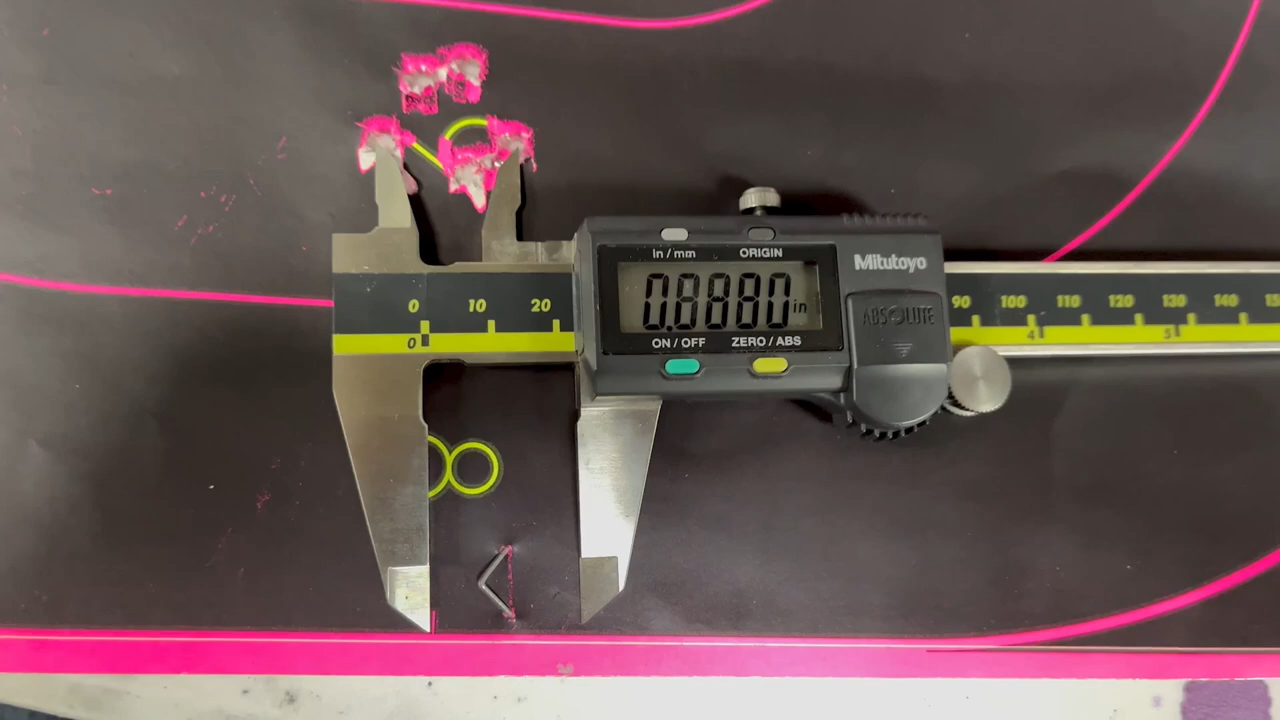 In/mm ORIGIN
Mitutoyo
0.8880 in
ABSOLUTE
0 10 20
90 100 110 120 130 140
0
4 5
ON / OFF ZERO / ABS
8